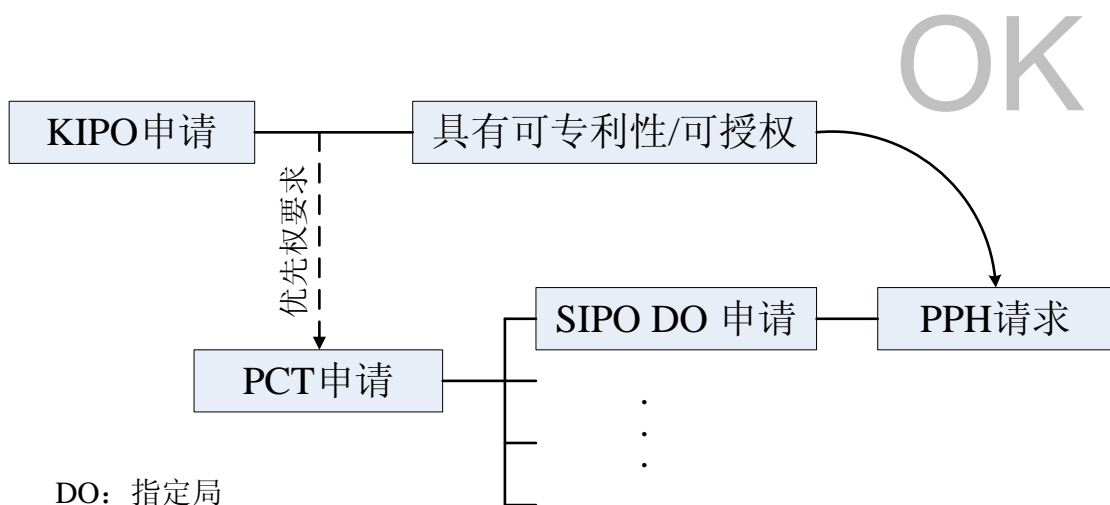 OK
KIPO申请
具有可专利性/可授权
优先权要求
SIPO DO 申请
PPH请求
PCT申请
DO：指定局